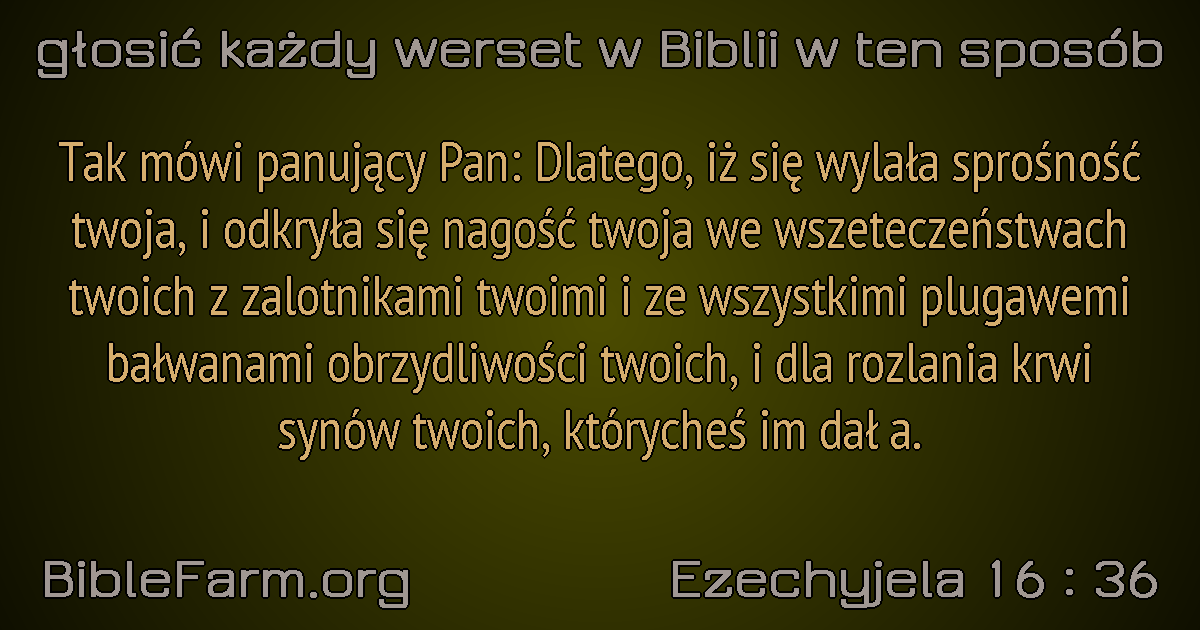 głosić każdy werset w Biblii w ten sposób
Tak mówi panujący Pan: Dlatego, iż się wylała sprośność
twoja, i odkryła się nagość twoja we wszeteczeństwach
twoich z zalotnikami twoimi i ze wszystkimi plugawemi
bałwanami obrzydliwości twoich, i dla rozlania krwi
synów twoich, którycheś im dał a.
BibleFarm.org
Ezechyjela 16 : 36